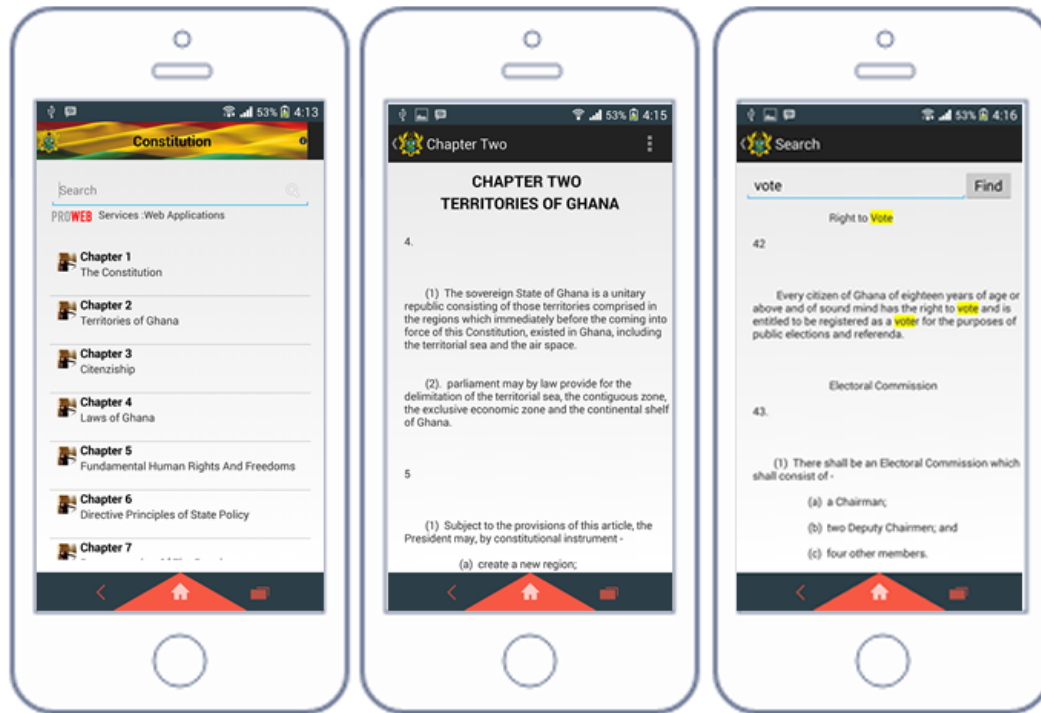 53% 4:13
Constitution
Search
PROWEB Services :Web Applications
Chapter 1
The Constitution
Chapter 2
Territories of Ghana
Chapter 3
Citenziship
Chapter 4
Laws of Ghana
Chapter 5
Fundamental Human Rights And Freedoms
Chapter 6
Directive Principles of State Policy
Chapter 7
53% 4:15
Chapter Two
CHAPTER TWO
TERRITORIES OF GHANA
4.
(1) The sovereign State of Ghana is a unitary
republic consisting of those territories comprised in
the regions which immediately before the coming into
force of this Constitution, existed in Ghana, including
the territorial sea and the air space.
(2). parliament may by law provide for the
delimitation of the territorial sea, the contiguous zone,
the exclusive economic zone and the continental shelf
of Ghana.
5
(1) Subject to the provisions of this article, the
President may, by constitutional instrument -
(a) create a new region;
53% 4:16
Search
vote Find
Right to Vote
42
Every citizen of Ghana of eighteen years of age or
above and of sound mind has the right to vote and is
entitled to be registered as a voter for the purposes of
public elections and referenda.
Electoral Commission
43.
(1) There shall be an Electoral Commission which
shall consist of -
(a) a Chairman;
(b) two Deputy Chairmen; and
(c) four other members.